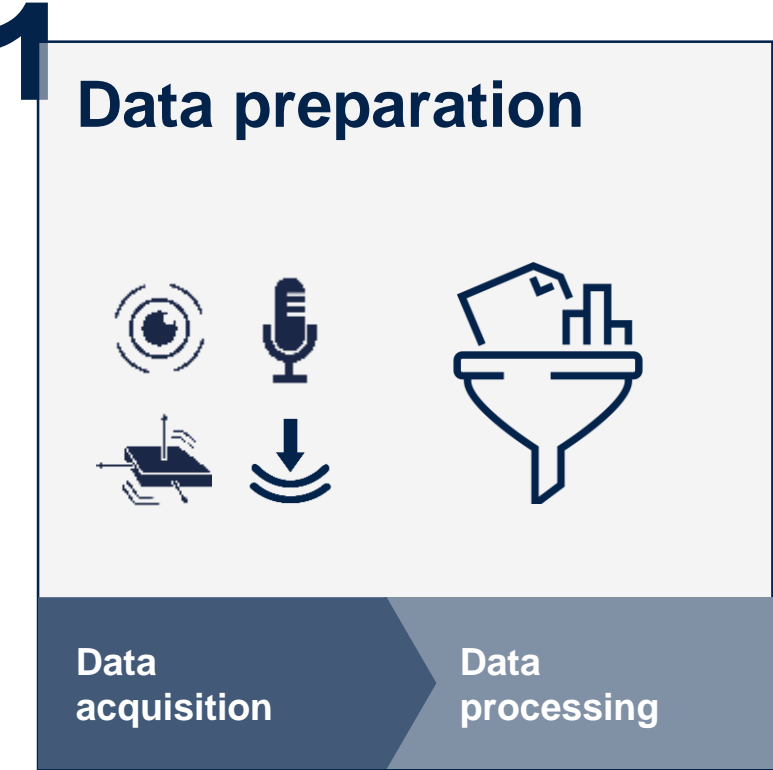 1
Data preparation
Data
acquisition
Data
processing